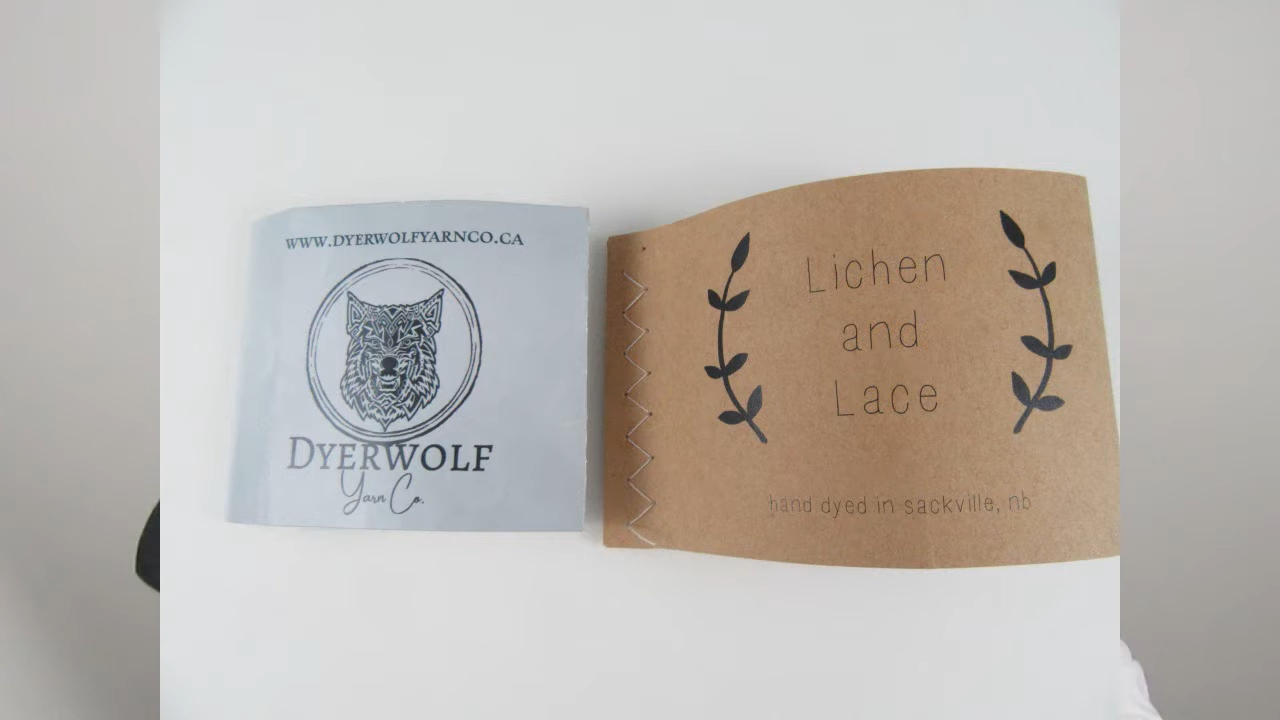 WWW.DYERWOLFYARNCO.CA
DYERWOLF
Yarn Co.
Lichen
and
Lace
hand dyed in sackville, nb